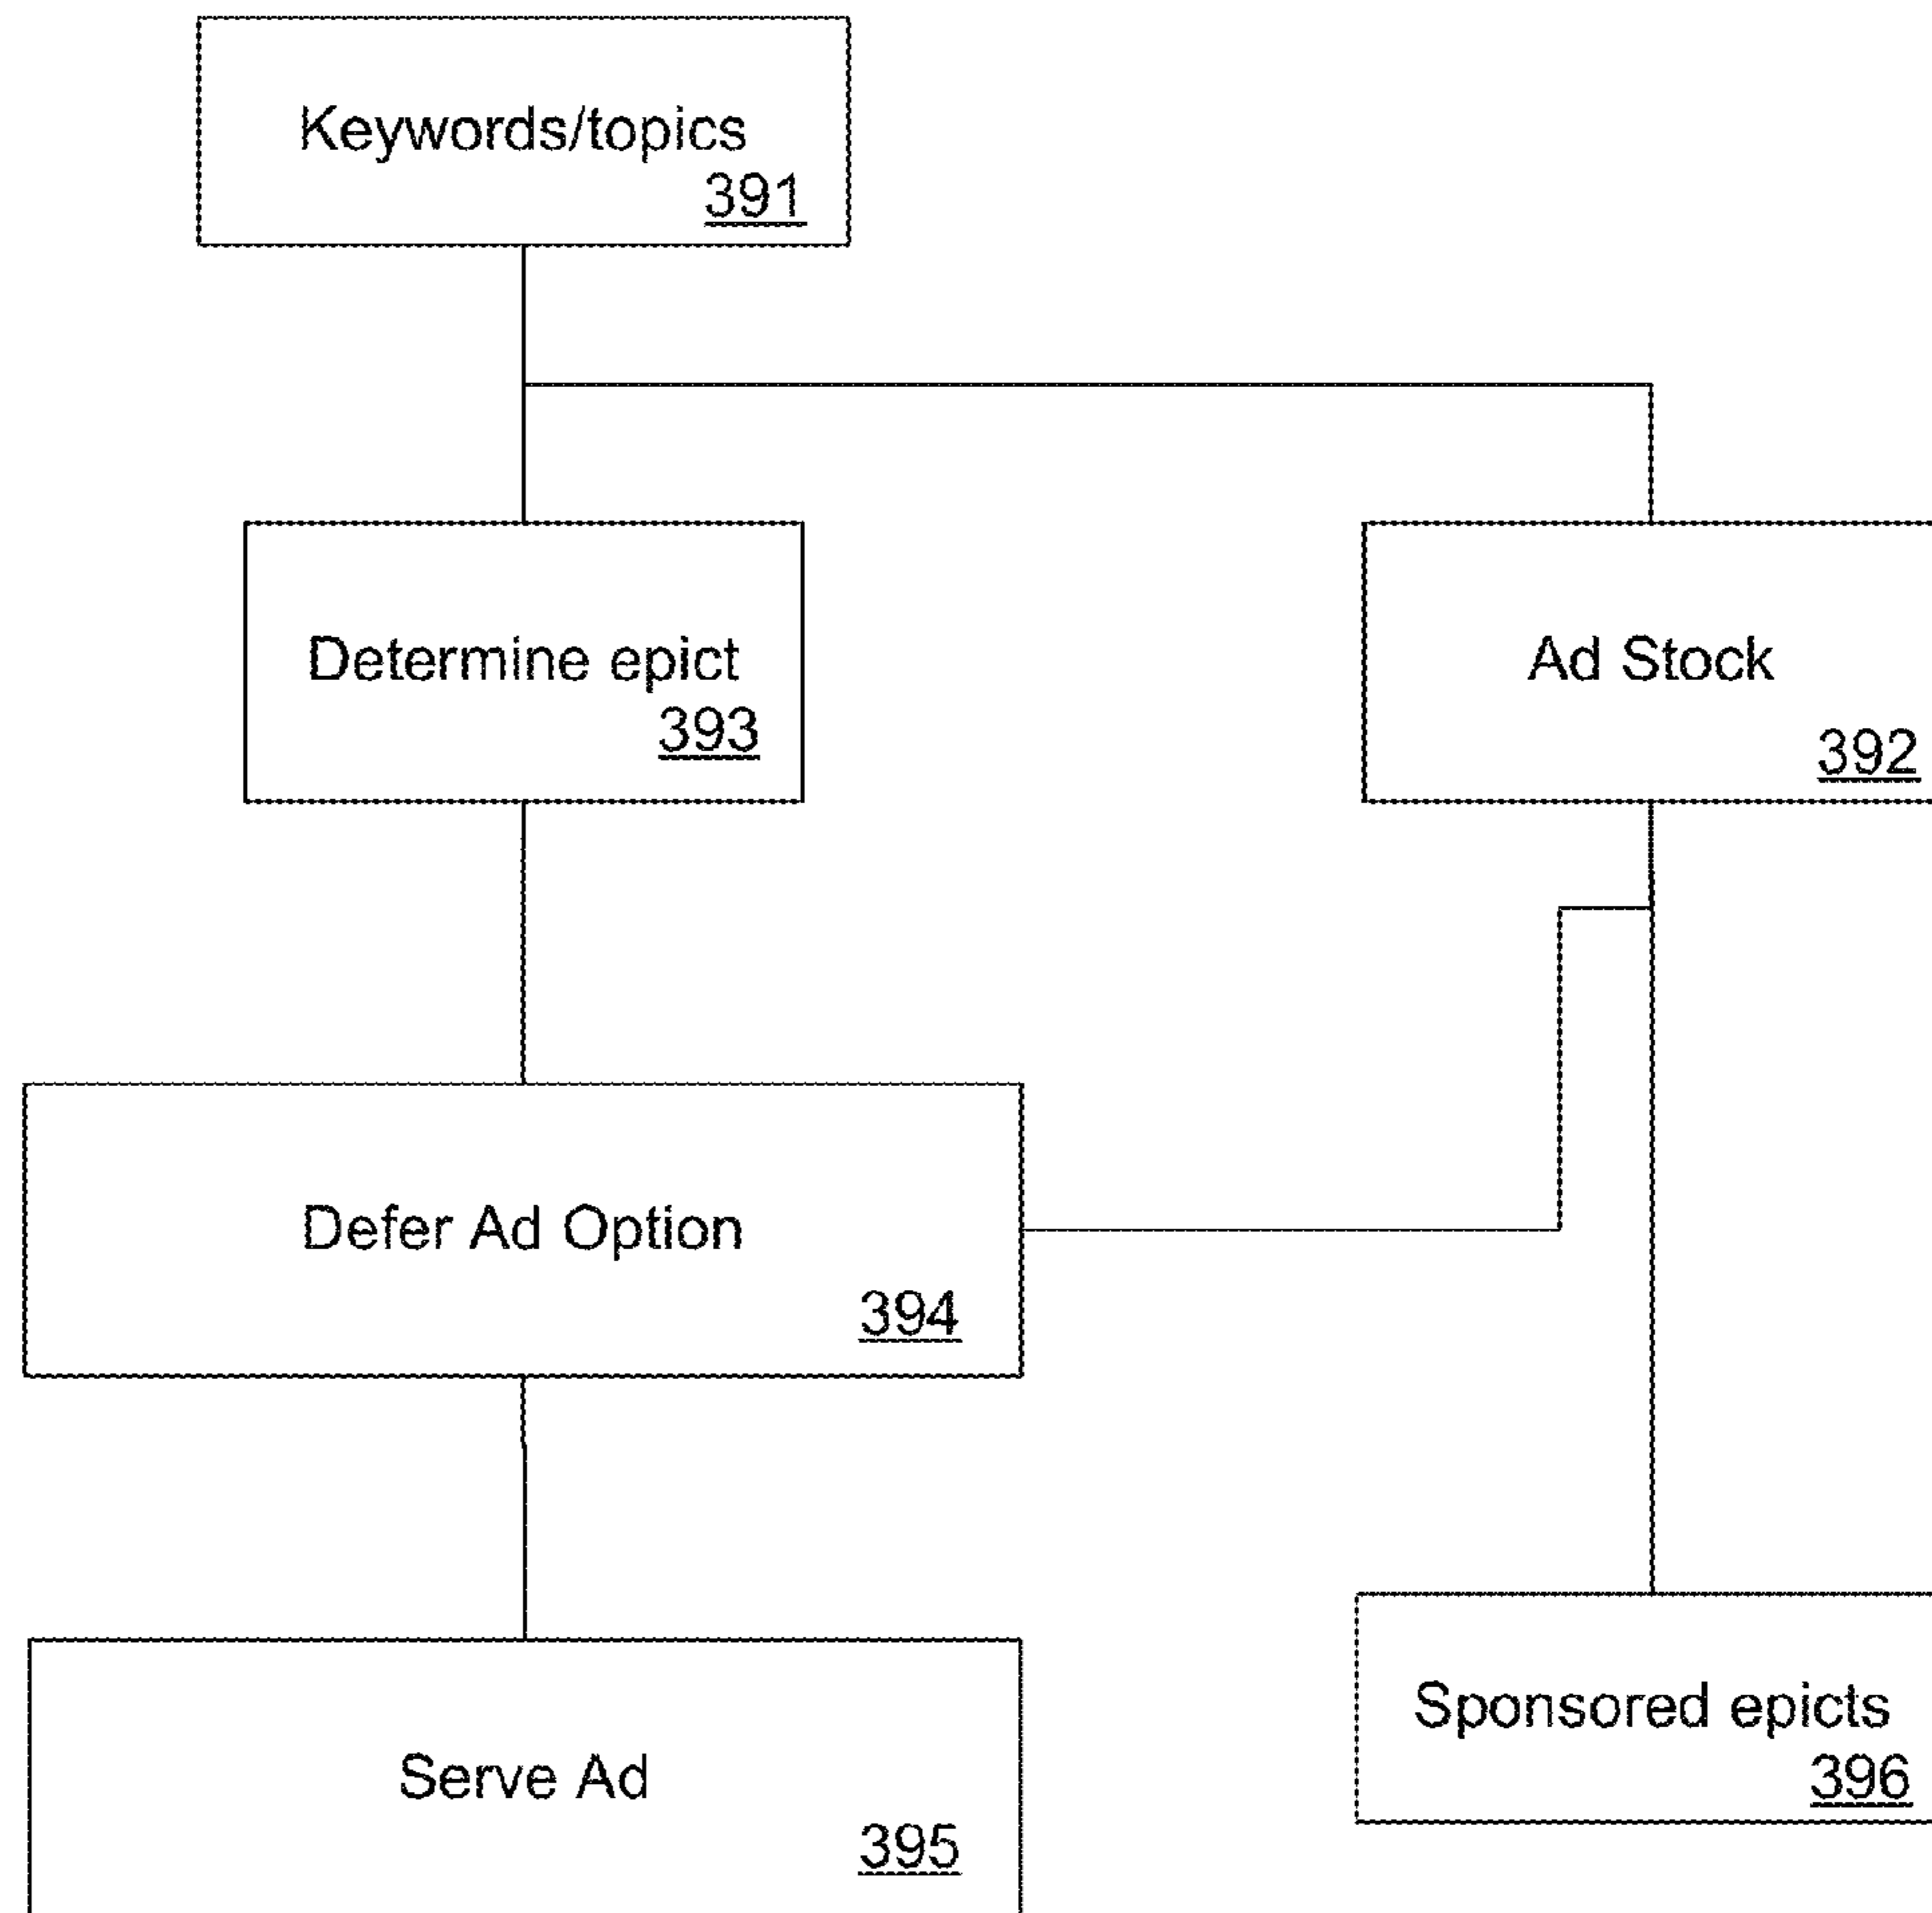 Keywords/topics
391
Determine epict
393
Ad Stock
392
Defer Ad Option
394
Serve Ad
395
Sponsored epicts
396